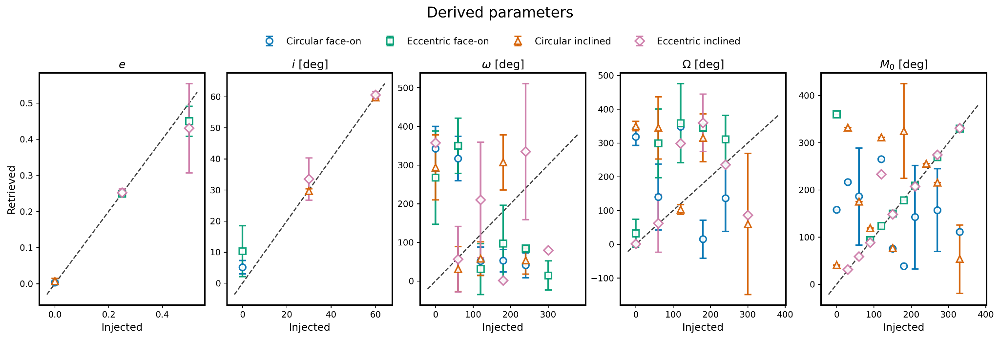 Derived parameters
Circular face-on Eccentric face-on Circular inclined Eccentric inclined
e
i [deg]
ω [deg]
Ω [deg]
M0 [deg]
Retrieved
0.5
0.4
0.3
0.2
0.1
0.0
0.0 0.2 0.4
Injected
60
50
40
30
20
10
0
0 20 40 60
Injected
500
400
300
200
100
0
0 100 200 300
Injected
500
400
300
200
100
0
−100
0 100 200 300 400
Injected
400
300
200
100
0
0 100 200 300 400
Injected